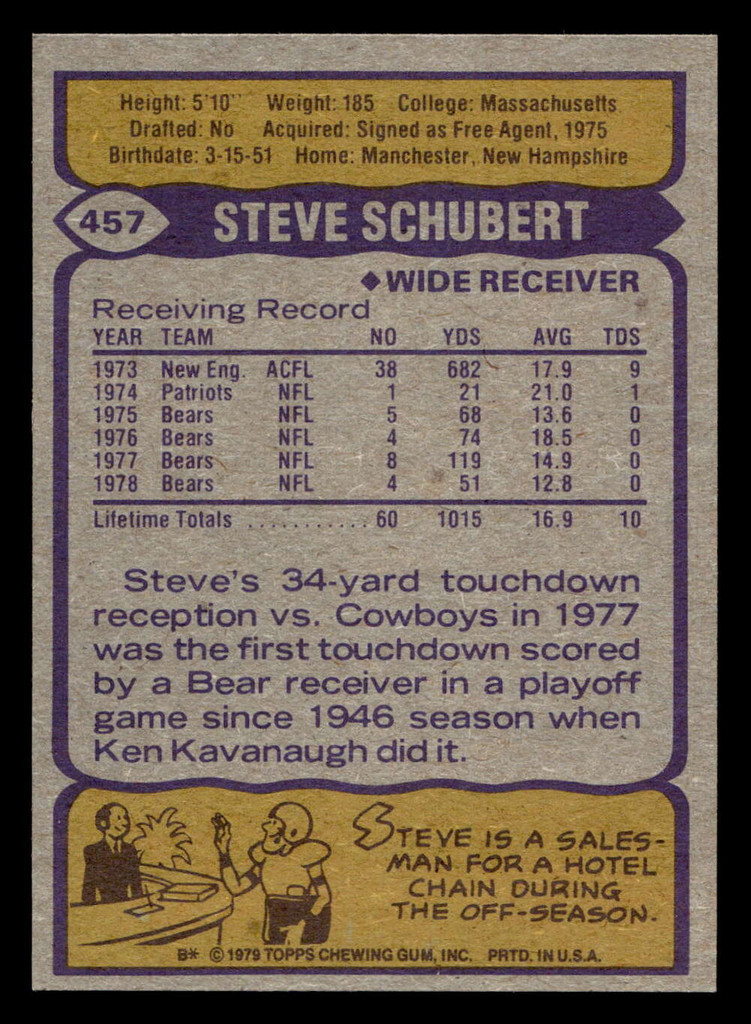 Height: 5'10" Weight: 185 College: Massachusetts
Drafted: No Acquired: Signed as Free Agent, 1975
Birthdate: 3-15-51 Home: Manchester, New Hampshire
457 STEVE SCHUBERT
◆WIDE RECEIVER
Receiving Record
YEAR TEAM NO YDS AVG TDS
1973 New Eng. ACFL 38 682 17.9 9
1974 Patriots NFL 1 21 21.0 1
1975 Bears NFL 5 68 13.6 0
1976 Bears NFL 4 74 18.5 0
1977 Bears NFL 8 119 14.9 0
1978 Bears NFL 4 51 12.8 0
Lifetime Totals ............ 60 1015 16.9 10
Steve's 34-yard touchdown
reception vs. Cowboys in 1977
was the first touchdown scored
by a Bear receiver in a playoff
game since 1946 season when
Ken Kavanaugh did it.
STEVE IS A SALES-
MAN FOR A HOTEL
CHAIN DURING
THE OFF-SEASON.
B* © 1979 TOPPS CHEWING GUM, INC. PRTD. IN U.S.A.